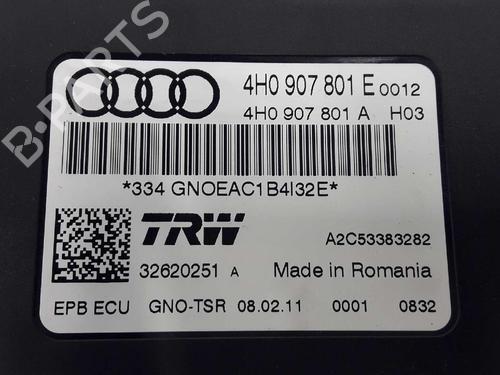 4H0 907 801 E 0012
4H0 907 801 A H03
*334 GNOEAC1B4I32E*
TRW
A2C53383282
32620251 A
Made in Romania
EPB ECU GNO-TSR 08.02.11 0001 0832
B-PARTS